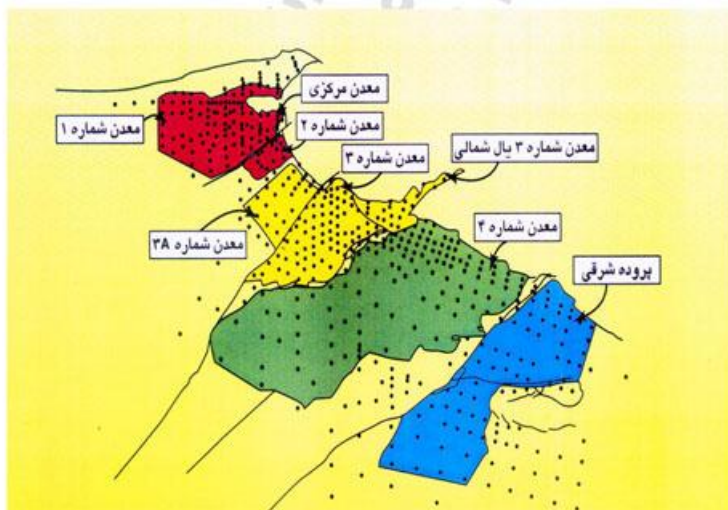 معدن مرکزی
معدن شماره ۱
معدن شماره ۲
معدن شماره ۳
معدن شماره ۳ یال شمالی
معدن شماره ۳A
معدن شماره ۴
پروده شرقی